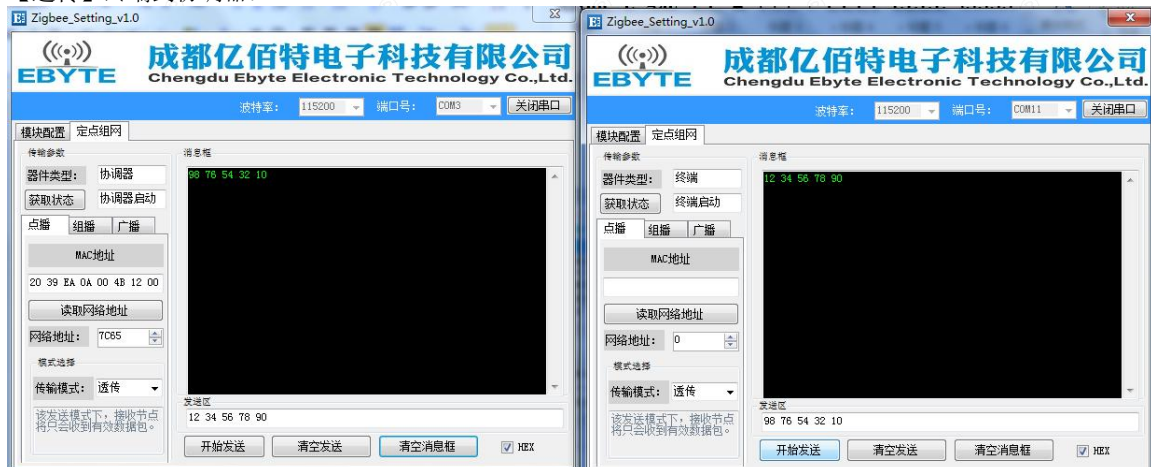 Zigbee_Setting_v1.0
EBYTE
成都亿佰特电子科技有限公司
Chengdu Ebyte Electronic Technology Co.,Ltd.
波特率: 115200 端口号: COM3 关闭串口
模块配置 定点组网
传输参数
器件类型: 协调器
获取状态 协调器启动
点播 组播 广播
MAC地址
20 39 EA 0A 00 4B 12 00
读取网络地址
网络地址: 7C65
模式选择
传输模式: 透传
该发送模式下，接收节点
将只会收到有效数据包。
消息框
98 76 54 32 10
发送区
12 34 56 78 90
开始发送 清空发送 清空消息框 HEX
Zigbee_Setting_v1.0
EBYTE
成都亿佰特电子科技有限公司
Chengdu Ebyte Electronic Technology Co.,Ltd.
波特率: 115200 端口号: COM11 关闭串口
模块配置 定点组网
传输参数
器件类型: 终端
获取状态 终端启动
点播 组播 广播
MAC地址
读取网络地址
网络地址: 0
模式选择
传输模式: 透传
该发送模式下，接收节点
将只会收到有效数据包。
消息框
12 34 56 78 90
发送区
98 76 54 32 10
开始发送 清空发送 清空消息框 HEX